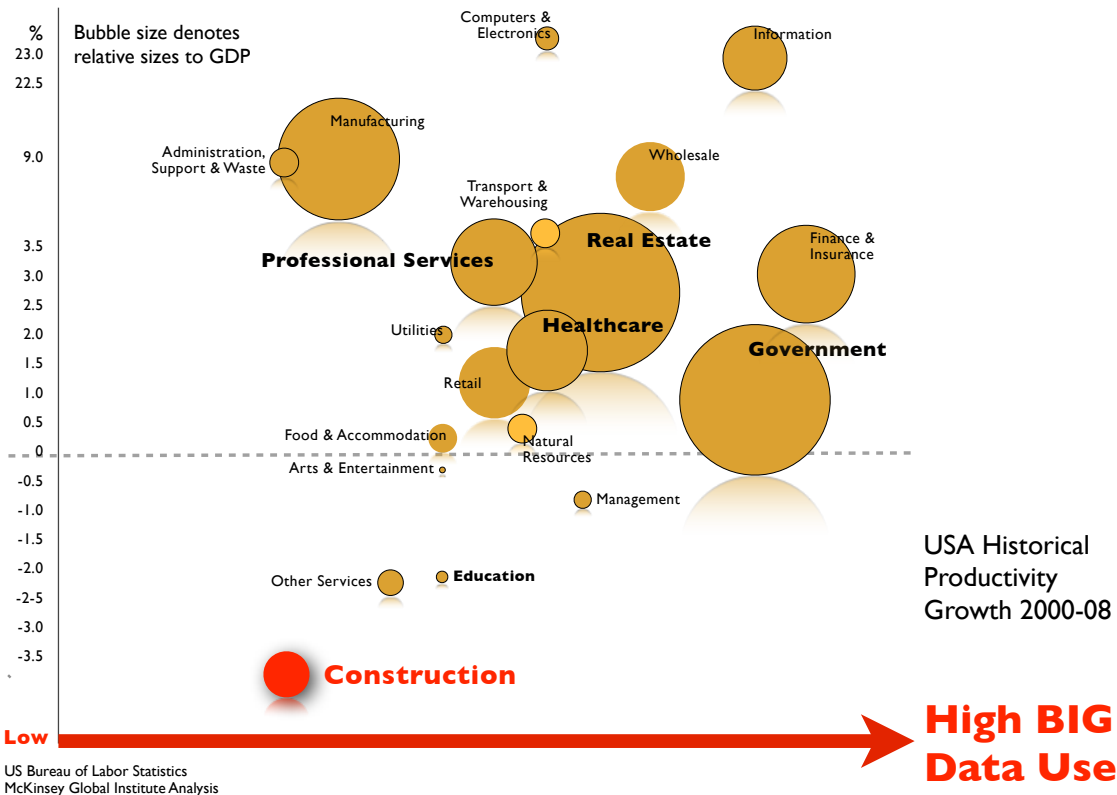 %
23.0
22.5
9.0
3.5
3.0
2.5
2.0
1.5
1.0
0.5
0
-0.5
-1.0
-1.5
-2.0
-2.5
-3.0
-3.5
Bubble size denotes
relative sizes to GDP
Computers &
Electronics
Information
Manufacturing
Administration,
Support & Waste
Wholesale
Transport &
Warehousing
Real Estate
Finance &
Insurance
Professional Services
Utilities
Healthcare
Government
Retail
Food & Accommodation
Natural
Resources
Arts & Entertainment
Management
Other Services
Education
USA Historical
Productivity
Growth 2000-08
Construction
Low
High BIG
Data Use
US Bureau of Labor Statistics
McKinsey Global Institute Analysis